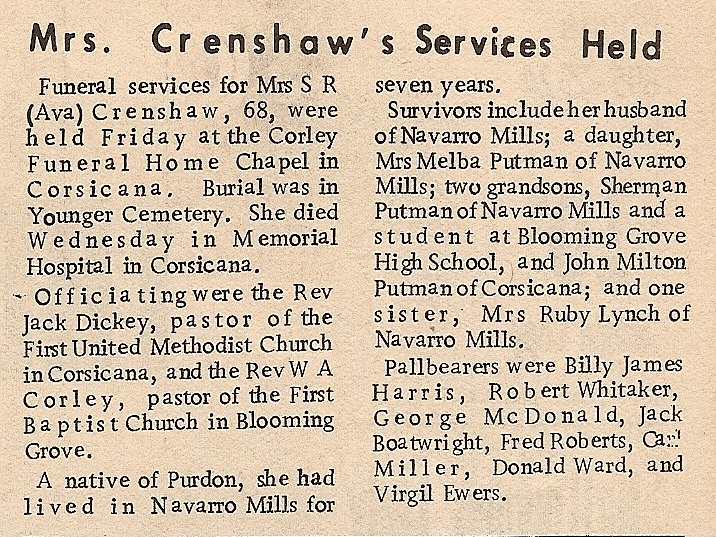 Mrs. Crenshaw's Services Held
Funeral services for Mrs S R
(Ava) Crenshaw, 68, were
held Friday at the Corley
Funeral Home Chapel in
Corsicana. Burial was in
Younger Cemetery. She died
Wednesday in Memorial
Hospital in Corsicana.
Officiating were the Rev
Jack Dickey, pastor of the
First United Methodist Church
in Corsicana, and the Rev W A
Corley, pastor of the First
Baptist Church in Blooming
Grove.
A native of Purdon, she had
lived in Navarro Mills for
seven years.
Survivors include her husband
of Navarro Mills; a daughter,
Mrs Melba Putman of Navarro
Mills; two grandsons, Sherman
Putman of Navarro Mills and a
student at Blooming Grove
High School, and John Milton
Putman of Corsicana; and one
sister, Mrs Ruby Lynch of
Navarro Mills.
Pallbearers were Billy James
Harris, Robert Whitaker,
George McDonald, Jack
Boatwright, Fred Roberts,
Miller, Donald Ward, and
Virgil Ewers.